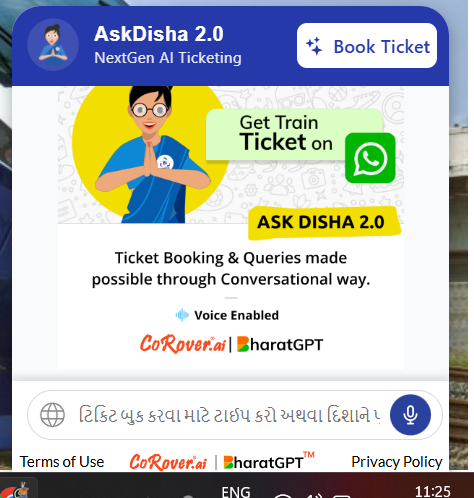 AskDisha 2.0
NextGen AI Ticketing
Book Ticket
Get Train
Ticket on
ASK DISHA 2.0
Ticket Booking & Queries made
possible through Conversational way.
Voice Enabled
CoRover.ai | BharatGPT
ટિકિટ બુક કરવા માટે ટાઈપ કરો અથવા દિશાને
Terms of Use
CoRover.ai | BharatGPT™
Privacy Policy
ENG
11:25